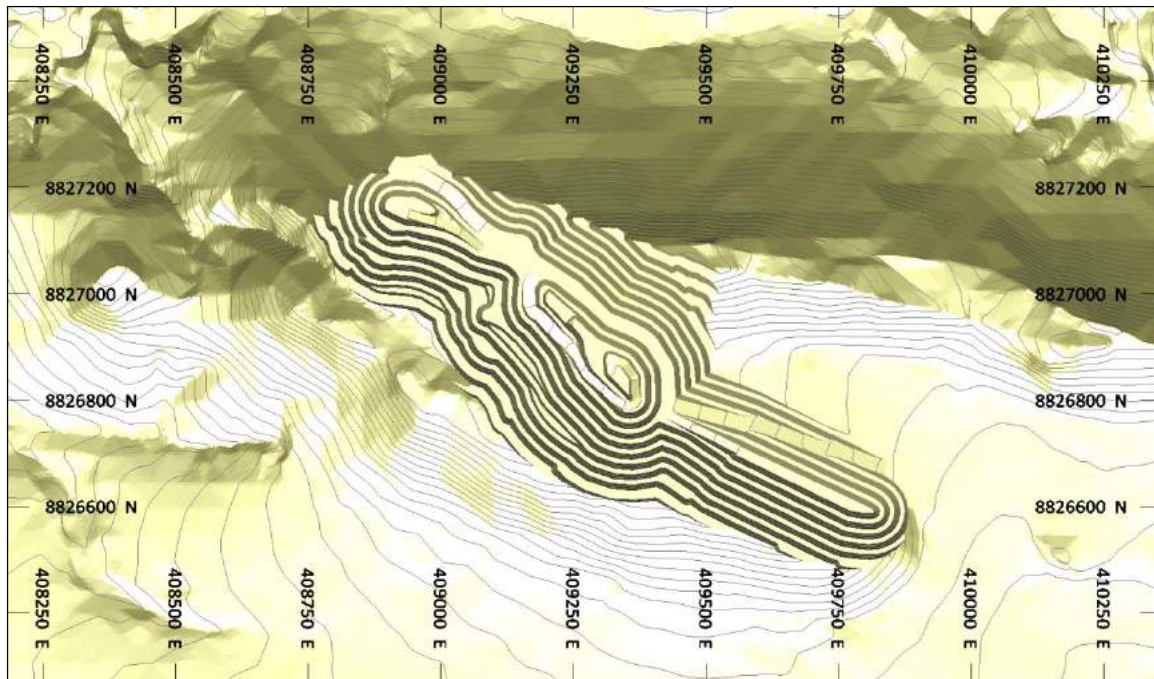 408250 E
408500 E
408750 E
409000 E
409250 E
409500 E
409750 E
410000 E
410250 E
8827200 N
8827200 N
8827000 N
8827000 N
8826800 N
8826800 N
8826600 N
8826600 N
408250 E
408500 E
408750 E
409000 E
409250 E
409500 E
409750 E
410000 E
410250 E